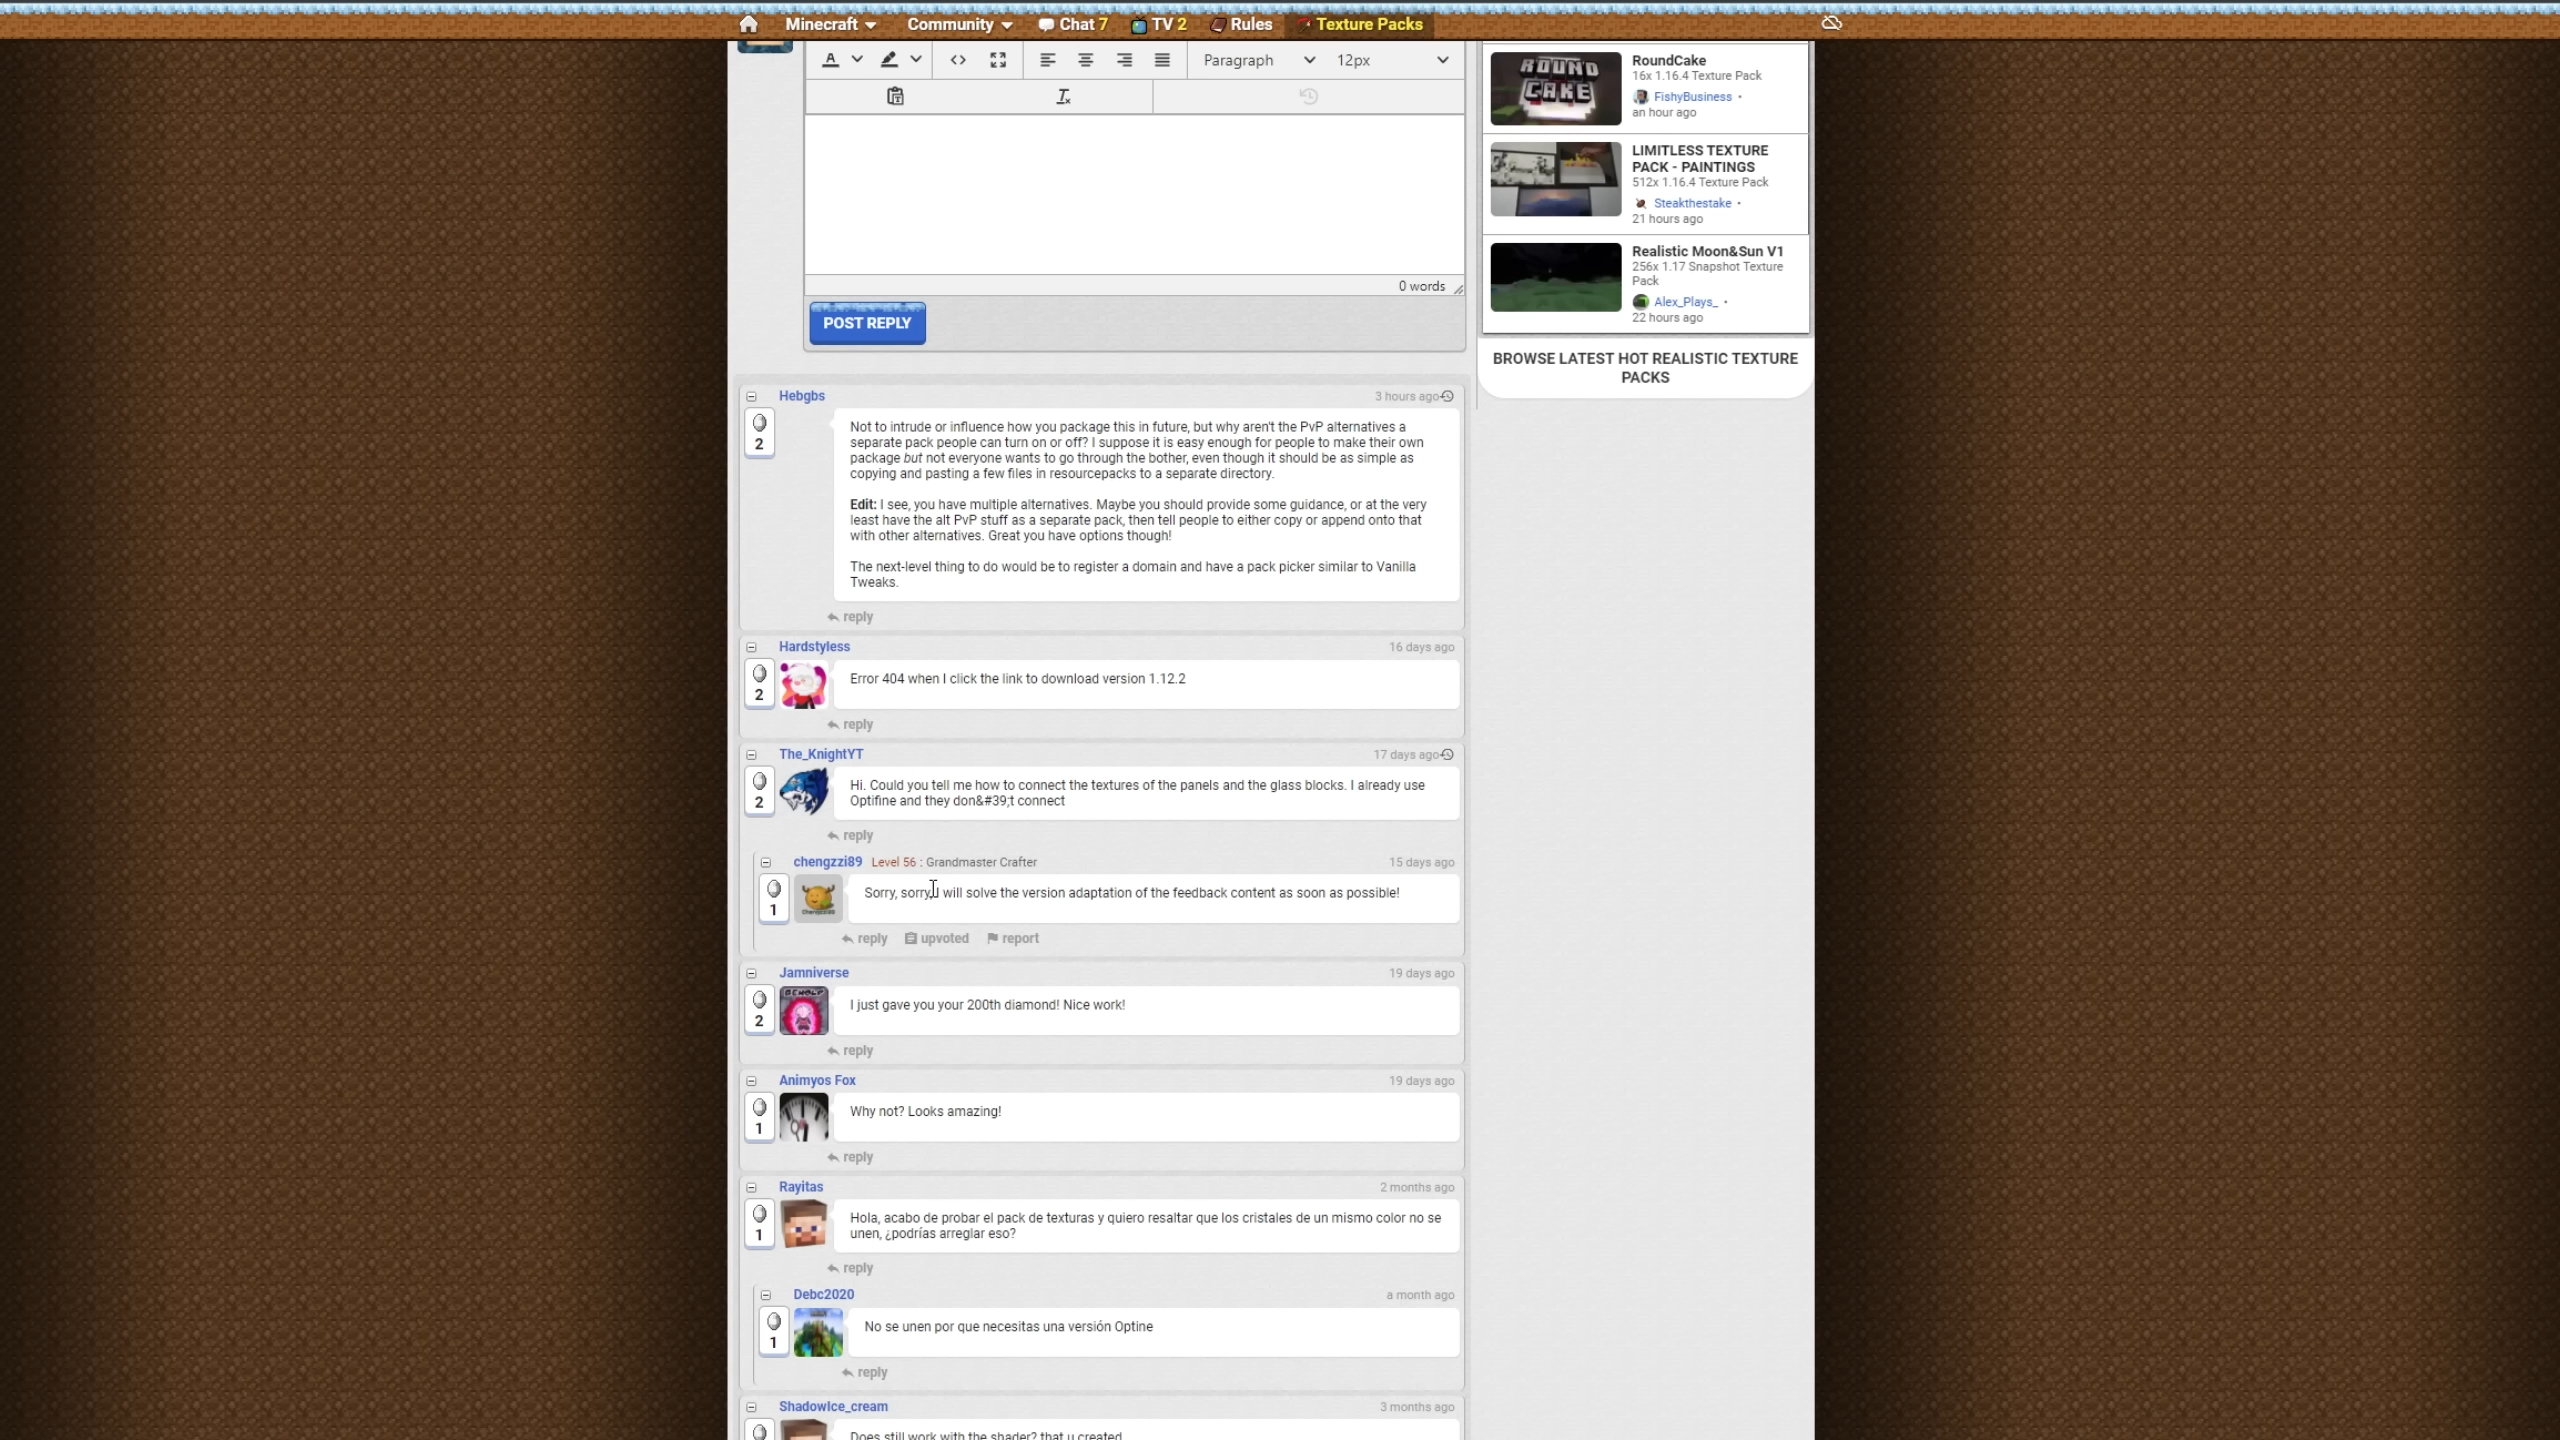 Minecraft Community Chat 7 TV 2 Rules Texture Packs
A Paragraph 12px
0 words
POST REPLY
RoundCake
16x 1.16.4 Texture Pack
FishyBusiness •
an hour ago
LIMITLESS TEXTURE
PACK - PAINTINGS
512x 1.16.4 Texture Pack
Steakthestake •
21 hours ago
Realistic Moon&Sun V1
256x 1.17 Snapshot Texture
Pack
Alex_Plays_ •
22 hours ago
ROUND
CAKE
BROWSE LATEST HOT REALISTIC TEXTURE
PACKS
Hebgbs 3 hours ago
2
Not to intrude or influence how you package this in future, but why aren't the PvP alternatives a
separate pack people can turn on or off? I suppose it is easy enough for people to make their own
package but not everyone wants to go through the bother, even though it should be as simple as
copying and pasting a few files in resourcepacks to a separate directory.
Edit: I see, you have multiple alternatives. Maybe you should provide some guidance, or at the very
least have the alt PvP stuff as a separate pack, then tell people to either copy or append onto that
with other alternatives. Great you have options though!
The next-level thing to do would be to register a domain and have a pack picker similar to Vanilla
Tweaks.
reply
Hardstyless 16 days ago
2
Error 404 when I click the link to download version 1.12.2
reply
The_KnightYT 17 days ago
2
Hi. Could you tell me how to connect the textures of the panels and the glass blocks. I already use
Optifine and they don&#39;t connect
reply
chengzzi89 Level 56 : Grandmaster Crafter 15 days ago
1
Sorry, sorry,I will solve the version adaptation of the feedback content as soon as possible!
reply upvoted report
Jamniverse 19 days ago
2
I just gave you your 200th diamond! Nice work!
reply
Animyos Fox 19 days ago
1
Why not? Looks amazing!
reply
Rayitas 2 months ago
1
Hola, acabo de probar el pack de texturas y quiero resaltar que los cristales de un mismo color no se
unen, ¿podrías arreglar eso?
reply
Debc2020 a month ago
1
No se unen por que necesitas una versión Optine
reply
ShadowIce_cream 3 months ago
Does still work with the shader? that u created